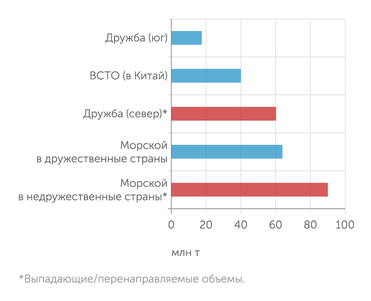 Дружба (юг)
ВСТО (в Китай)
Дружба (север)*
Морской
в дружественные страны
Морской
в недружественные страны*
0 20 40 60 80 100
млн т
*Выпадающие/перенаправляемые объемы.